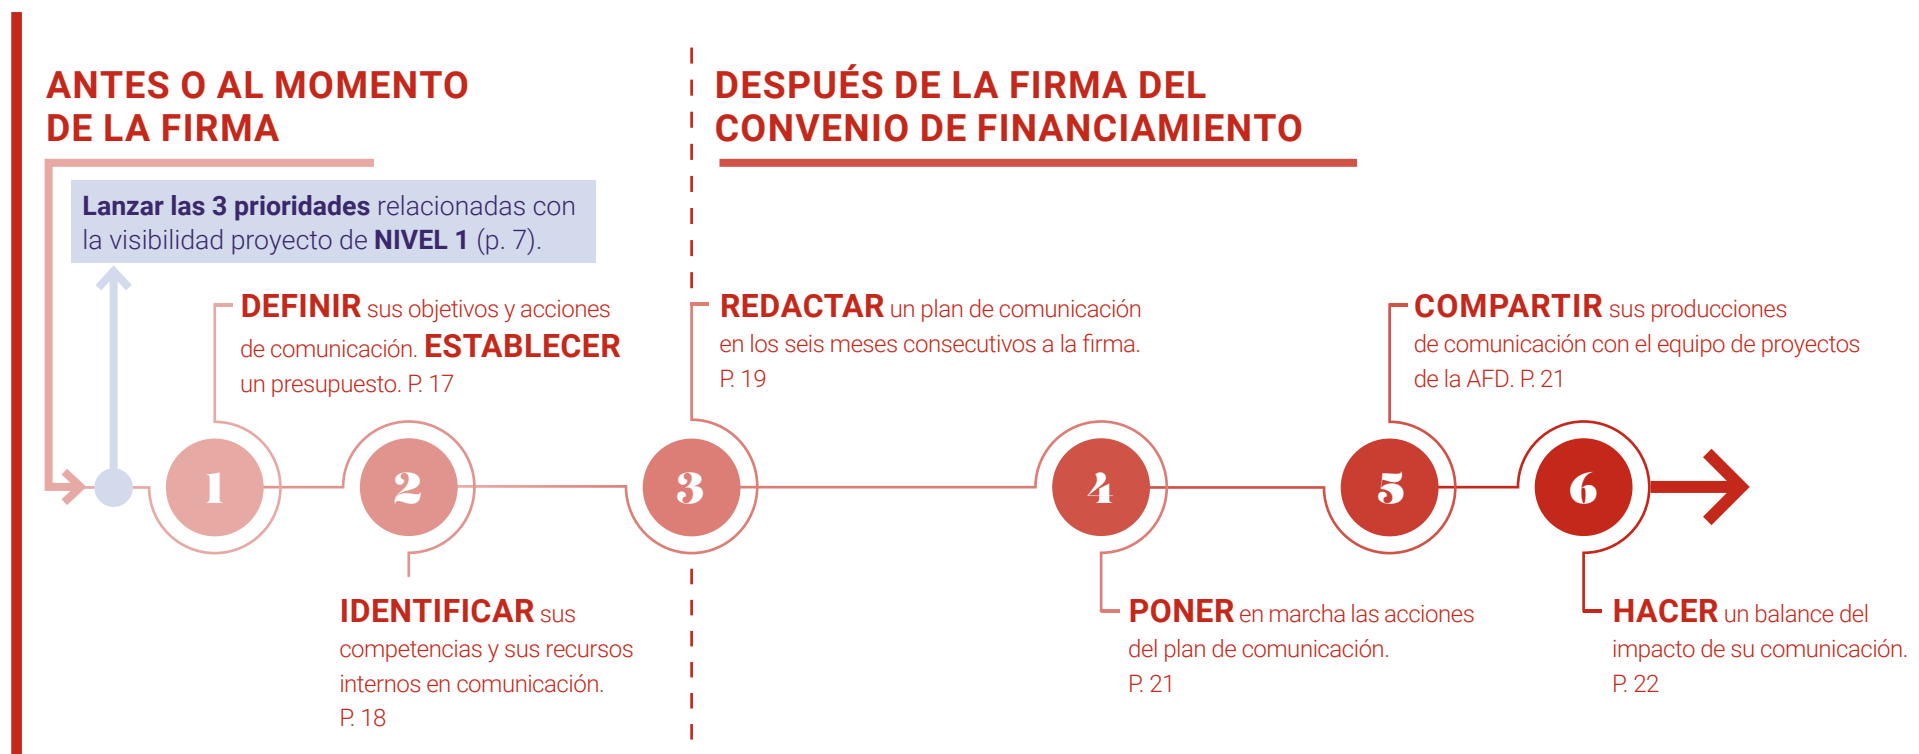 ANTES O AL MOMENTO
DE LA FIRMA
Lanzar las 3 prioridades relacionadas con
la visibilidad proyecto de NIVEL 1 (p. 7).
DESPUÉS DE LA FIRMA DEL
CONVENIO DE FINANCIAMIENTO
DEFINIR sus objetivos y acciones
de comunicación. ESTABLECER
un presupuesto. P. 17
REDACTAR un plan de comunicación
en los seis meses consecutivos a la firma.
P. 19
COMPARTIR sus producciones
de comunicación con el equipo de proyectos
de la AFD. P. 21
1
2
3
4
5
6
IDENTIFICAR sus
competencias y sus recursos
internos en comunicación.
P. 18
PONER en marcha las acciones
del plan de comunicación.
P. 21
HACER un balance del
impacto de su comunicación.
P. 22